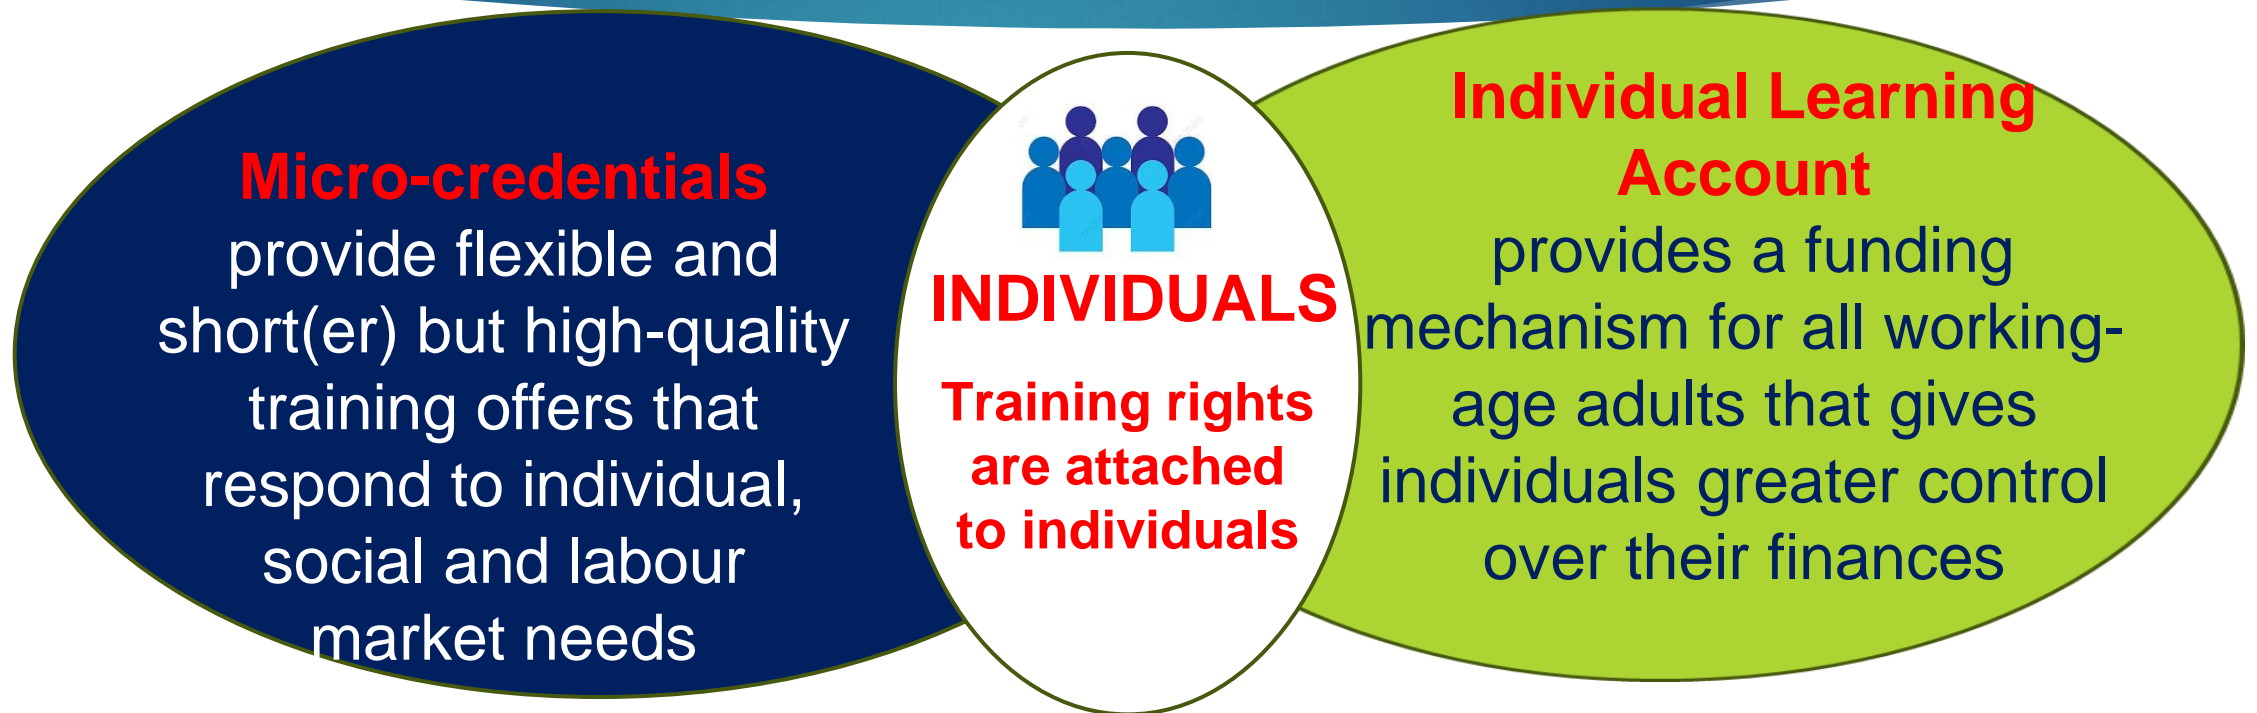 Micro-credentials
provide flexible and
short(er) but high-quality
training offers that
respond to individual,
social and labour
market needs
INDIVIDUALS
Training rights
are attached
to individuals
Individual Learning
Account
provides a funding
mechanism for all working-
age adults that gives
individuals greater control
over their finances